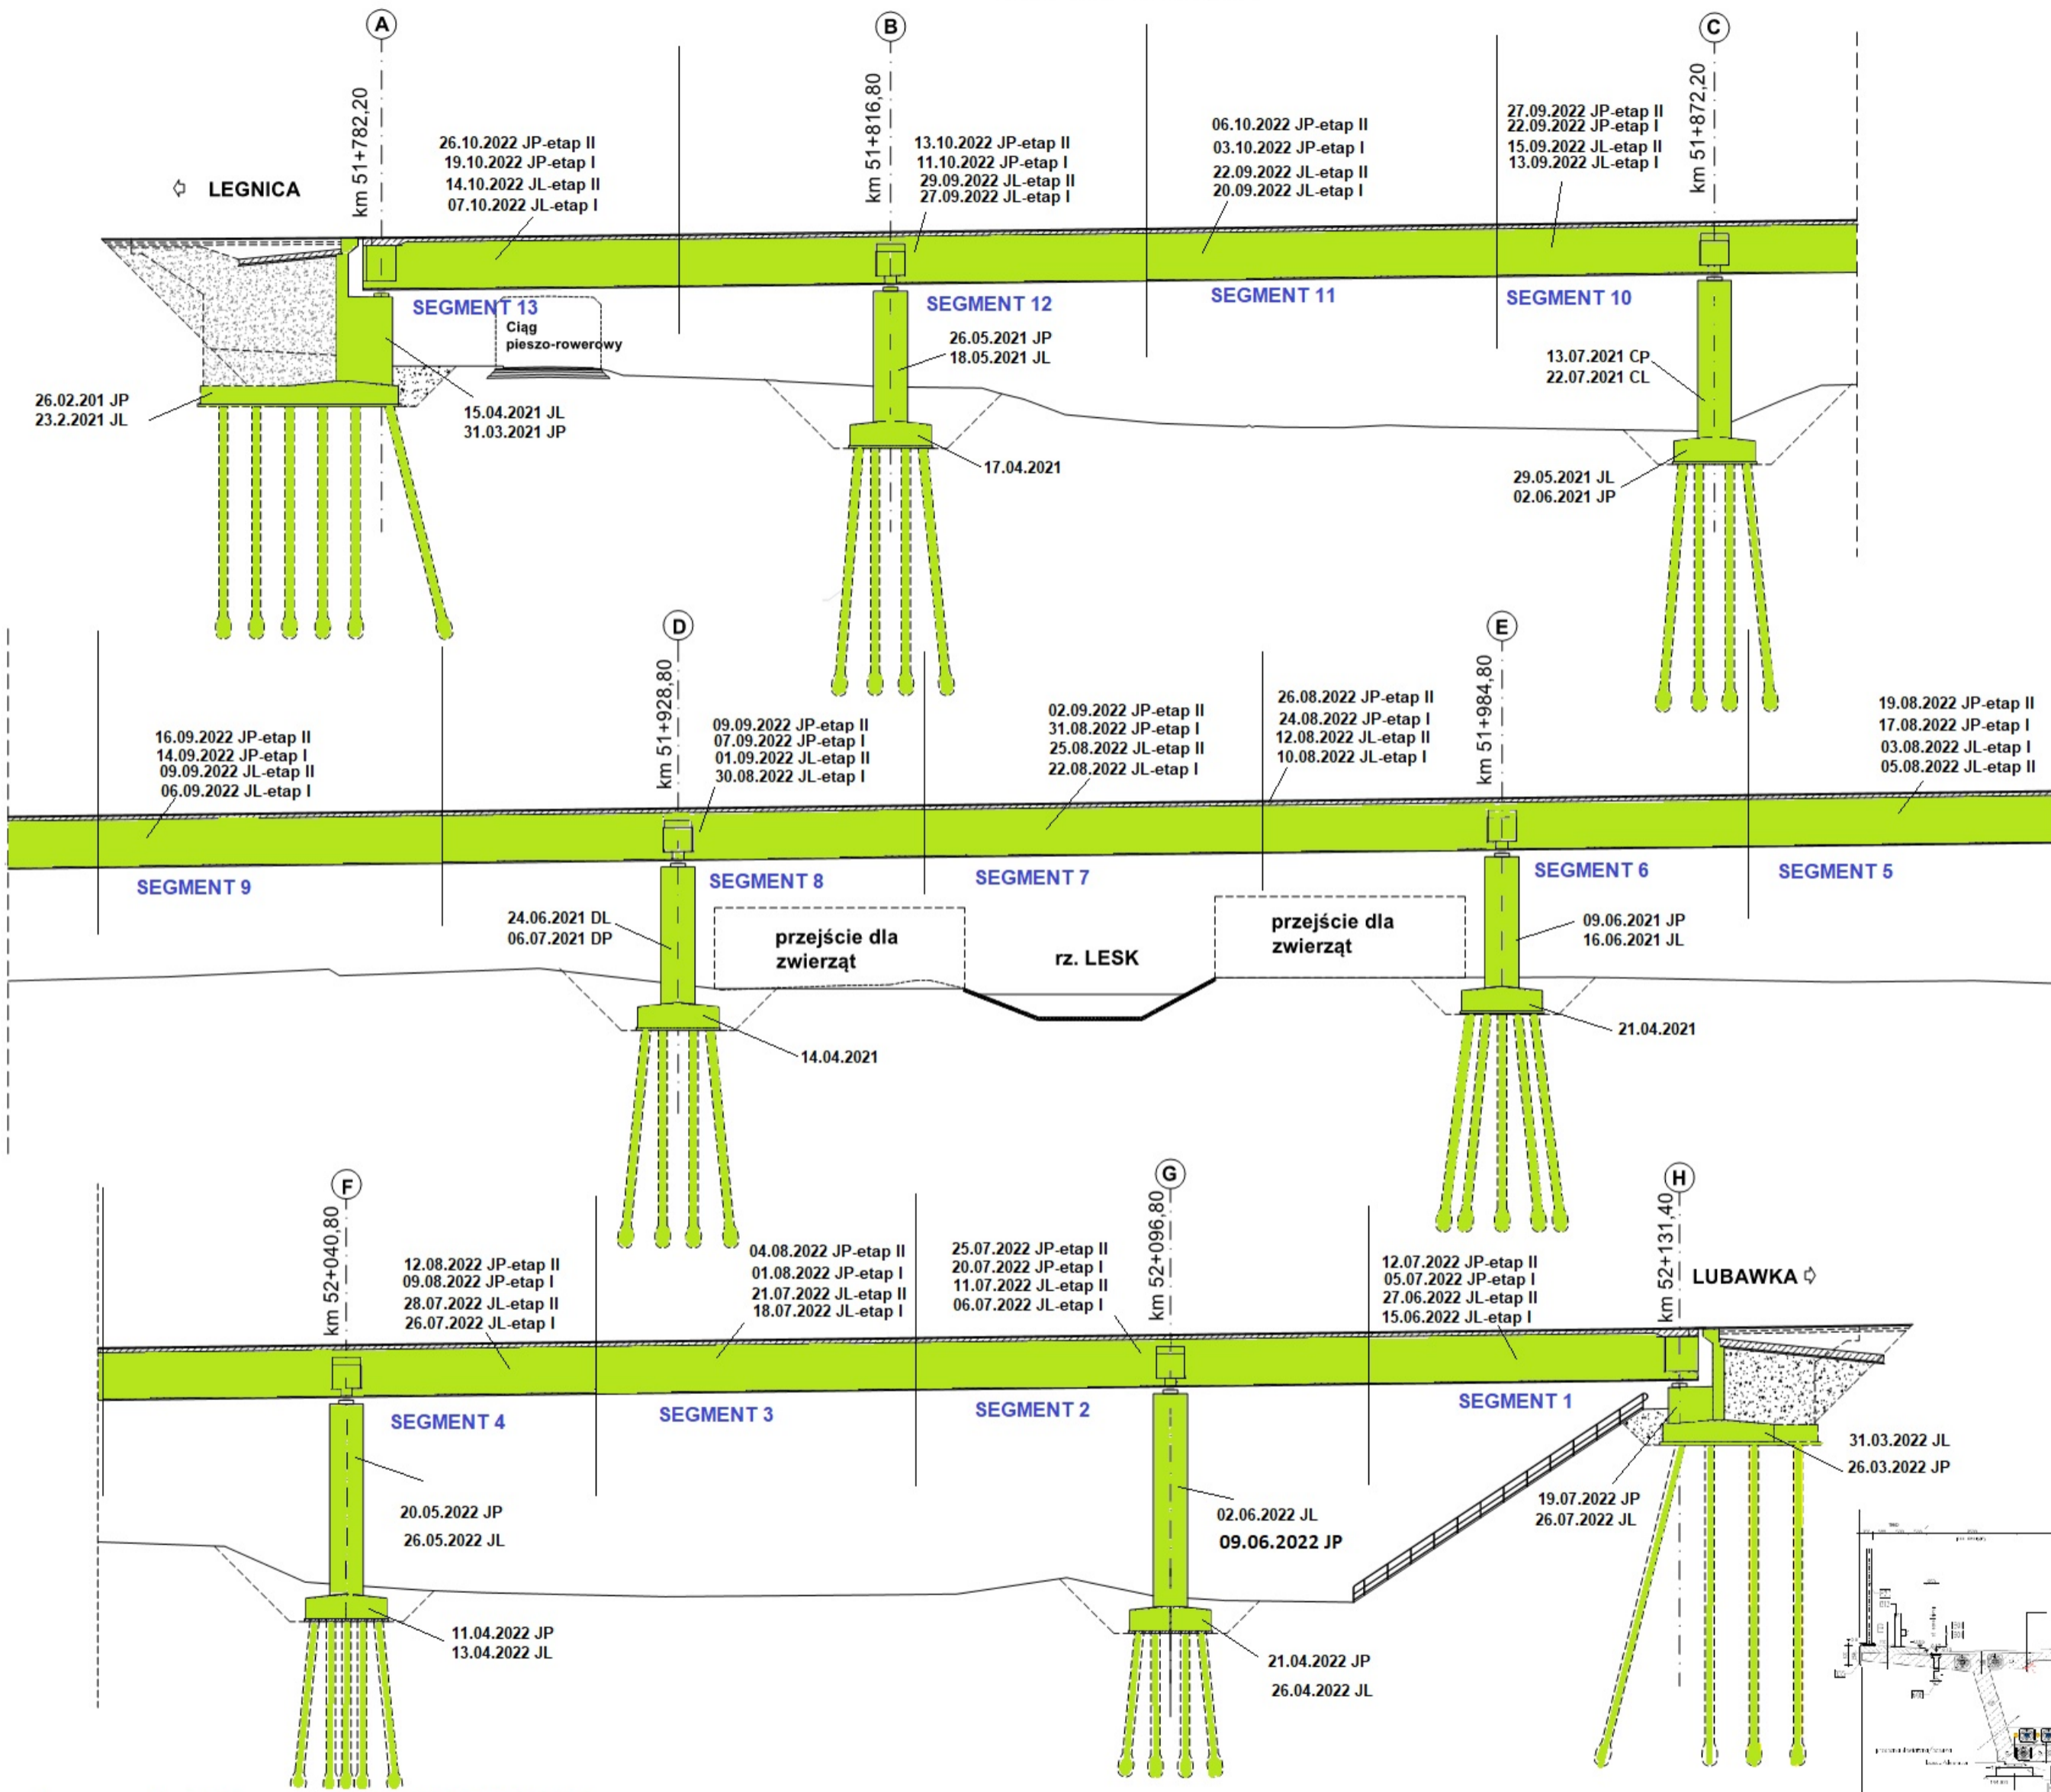 A
B
C
km 51+782,20
km 51+816,80
km 51+872,20
LEGNICA
26.10.2022 JP-etap II
19.10.2022 JP-etap I
14.10.2022 JL-etap II
07.10.2022 JL-etap I
13.10.2022 JP-etap II
11.10.2022 JP-etap I
29.09.2022 JL-etap II
27.09.2022 JL-etap I
06.10.2022 JP-etap II
03.10.2022 JP-etap I
22.09.2022 JL-etap II
20.09.2022 JL-etap I
27.09.2022 JP-etap II
22.09.2022 JP-etap I
15.09.2022 JL-etap II
13.09.2022 JL-etap I
SEGMENT 13
SEGMENT 12
SEGMENT 11
SEGMENT 10
Ciąg
pieszo-rowerowy
26.02.201 JP
23.2.2021 JL
15.04.2021 JL
31.03.2021 JP
26.05.2021 JP
18.05.2021 JL
17.04.2021
13.07.2021 CP
22.07.2021 CL
29.05.2021 JL
02.06.2021 JP
D
E
km 51+928,80
km 51+984,80
16.09.2022 JP-etap II
14.09.2022 JP-etap I
09.09.2022 JL-etap II
06.09.2022 JL-etap I
09.09.2022 JP-etap II
07.09.2022 JP-etap I
01.09.2022 JL-etap II
30.08.2022 JL-etap I
02.09.2022 JP-etap II
31.08.2022 JP-etap I
25.08.2022 JL-etap II
22.08.2022 JL-etap I
26.08.2022 JP-etap II
24.08.2022 JP-etap I
12.08.2022 JL-etap II
10.08.2022 JL-etap I
19.08.2022 JP-etap II
17.08.2022 JP-etap I
03.08.2022 JL-etap I
05.08.2022 JL-etap II
SEGMENT 9
SEGMENT 8
SEGMENT 7
SEGMENT 6
SEGMENT 5
24.06.2021 DL
06.07.2021 DP
przejście dla
zwierząt
rz. LESK
przejście dla
zwierząt
09.06.2021 JP
16.06.2021 JL
14.04.2021
21.04.2021
F
G
H
km 52+040,80
km 52+096,80
km 52+131,40
LUBAWKA
12.08.2022 JP-etap II
09.08.2022 JP-etap I
28.07.2022 JL-etap II
26.07.2022 JL-etap I
04.08.2022 JP-etap II
01.08.2022 JP-etap I
21.07.2022 JL-etap II
18.07.2022 JL-etap I
25.07.2022 JP-etap II
20.07.2022 JP-etap I
11.07.2022 JL-etap II
06.07.2022 JL-etap I
12.07.2022 JP-etap II
05.07.2022 JP-etap I
27.06.2022 JL-etap II
15.06.2022 JL-etap I
SEGMENT 4
SEGMENT 3
SEGMENT 2
SEGMENT 1
20.05.2022 JP
26.05.2022 JL
02.06.2022 JL
09.06.2022 JP
31.03.2022 JL
26.03.2022 JP
19.07.2022 JP
26.07.2022 JL
11.04.2022 JP
13.04.2022 JL
21.04.2022 JP
26.04.2022 JL